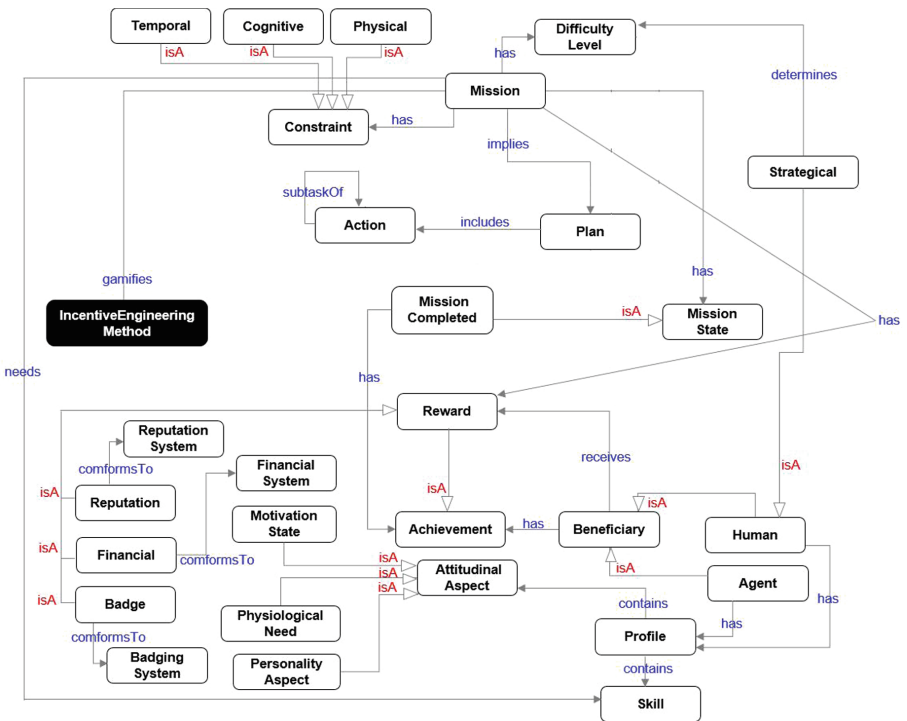 Temporal
Cognitive
Physical
Difficulty
Level
isA
isA
isA
has
determines
Mission
Constraint
has
implies
Strategical
subtaskOf
Action
includes
Plan
gamifies
has
IncentiveEngineering
Method
Mission
Completed
isA
Mission
State
has
needs
has
Reward
Reputation
System
comformsTo
Financial
System
receives
isA
isA
isA
Reputation
isA
Motivation
State
Achievement
has
Beneficiary
Human
isA
Financial
comformsTo
isA
isA
isA
Attitudinal
Aspect
isA
Agent
isA
Badge
Physiological
Need
contains
has
has
comformsTo
Profile
Badging
System
Personality
Aspect
contains
Skill